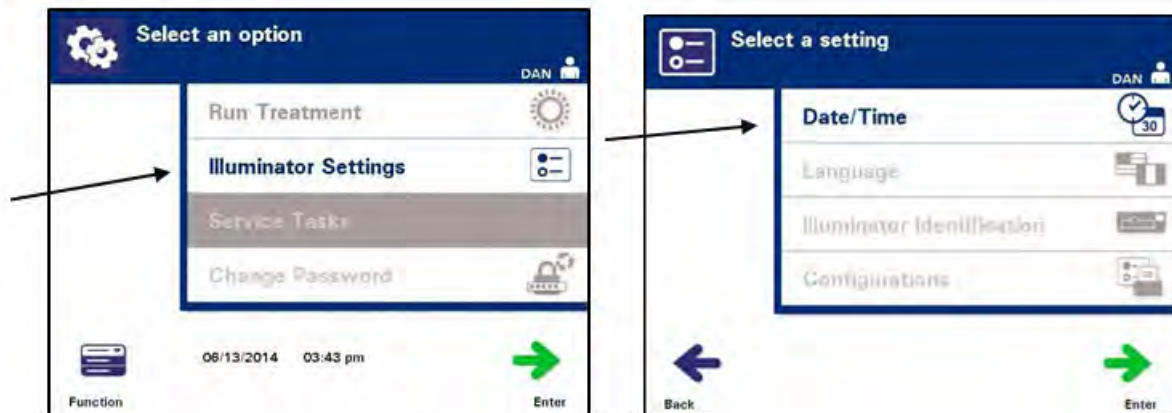 Select an option
DAN
Run Treatment
Illuminator Settings
Service Tasks
Change Password
06/13/2014 03:43 pm
Function
Enter
Select a setting
DAN
Date/Time
30
Language
Illuminator Identification
Configurations
Back
Enter